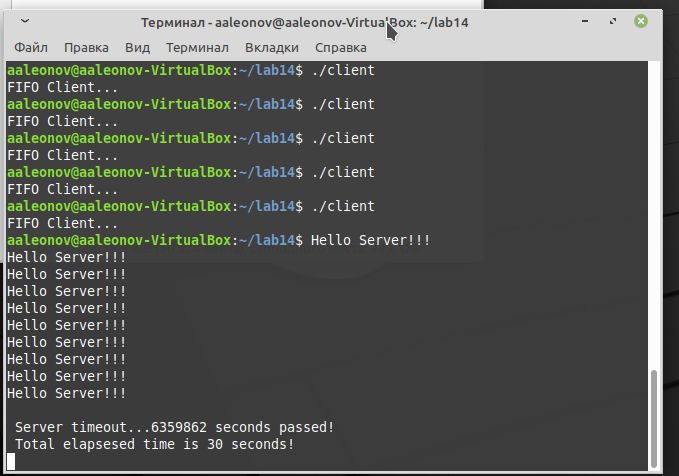 Терминал - aaleonov@aaleonov-VirtualBox: ~/lab14
Файл Правка Вид Терминал Вкладки Справка
aaleonov@aaleonov-VirtualBox:~/lab14$ ./client
FIFO Client...
aaleonov@aaleonov-VirtualBox:~/lab14$ ./client
FIFO Client...
aaleonov@aaleonov-VirtualBox:~/lab14$ ./client
FIFO Client...
aaleonov@aaleonov-VirtualBox:~/lab14$ ./client
FIFO Client...
aaleonov@aaleonov-VirtualBox:~/lab14$ ./client
FIFO Client...
aaleonov@aaleonov-VirtualBox:~/lab14$ Hello Server!!!
Hello Server!!!
Hello Server!!!
Hello Server!!!
Hello Server!!!
Hello Server!!!
Hello Server!!!
Hello Server!!!
Hello Server!!!
Hello Server!!!

Server timeout...6359862 seconds passed!
Total elapsesed time is 30 seconds!